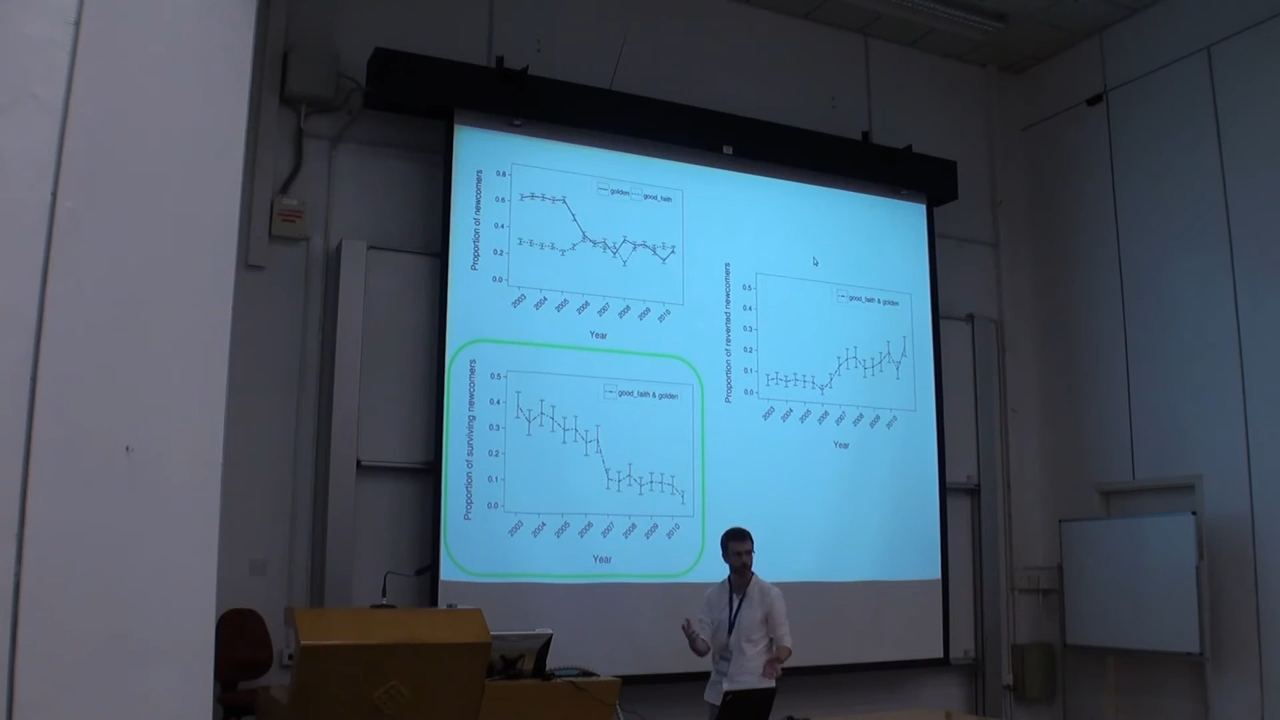 Proportion of newcomers
0.8
0.6
0.4
0.2
0.0
golden good_faith
2003 2004 2005 2006 2007 2008 2009 2010
Year
Proportion of reverted newcomers
0.5
0.4
0.3
0.2
0.1
0.0
good_faith & golden
2003 2004 2005 2006 2007 2008 2009 2010
Year
Proportion of surviving newcomers
0.5
0.4
0.3
0.2
0.1
0.0
good_faith & golden
2003 2004 2005 2006 2007 2008 2009 2010
Year